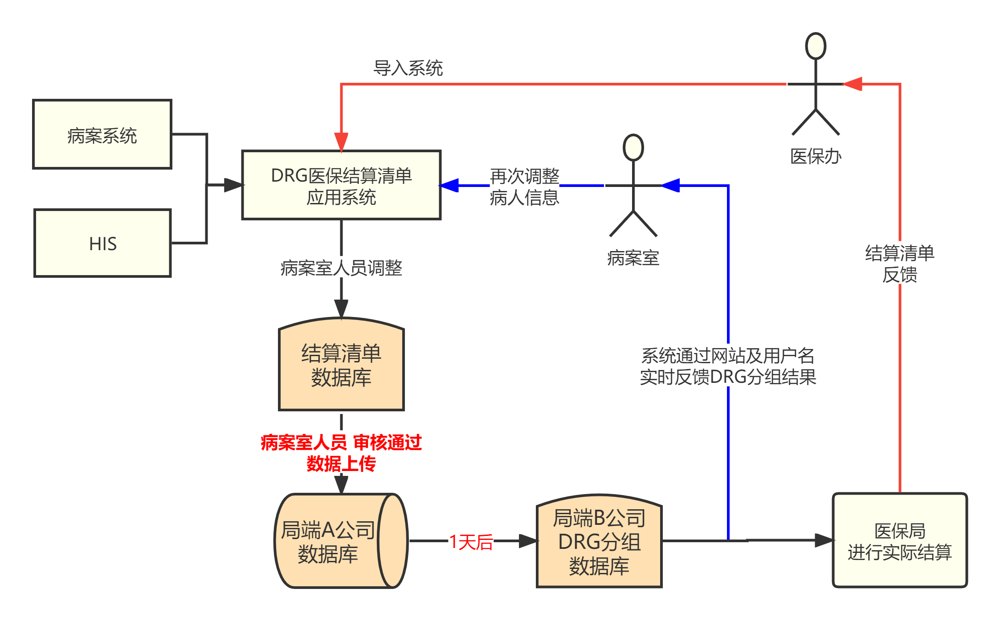 导入系统
医保办
病案系统
DRG医保结算清单
应用系统
再次调整
病人信息
HIS
病案室
病案室人员调整
结算清单
反馈
结算清单
数据库
系统通过网站及用户名
实时反馈DRG分组结果
病案室人员 审核通过
数据上传
局端A公司
数据库
1天后
局端B公司
DRG分组
数据库
医保局
进行实际结算